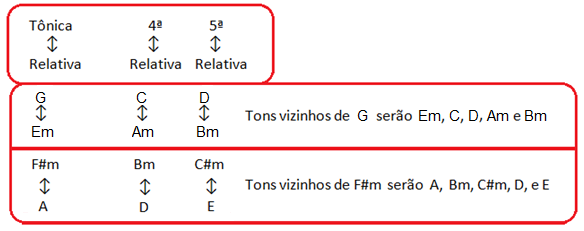 Tônica 4ª 5ª
↕ ↕ ↕
Relativa Relativa Relativa
G C D
↕ ↕ ↕ Tons vizinhos de G serão Em, C, D, Am e Bm
Em Am Bm
F#m Bm C#m
↕ ↕ ↕ Tons vizinhos de F#m serão A, Bm, C#m, D, e E
A D E